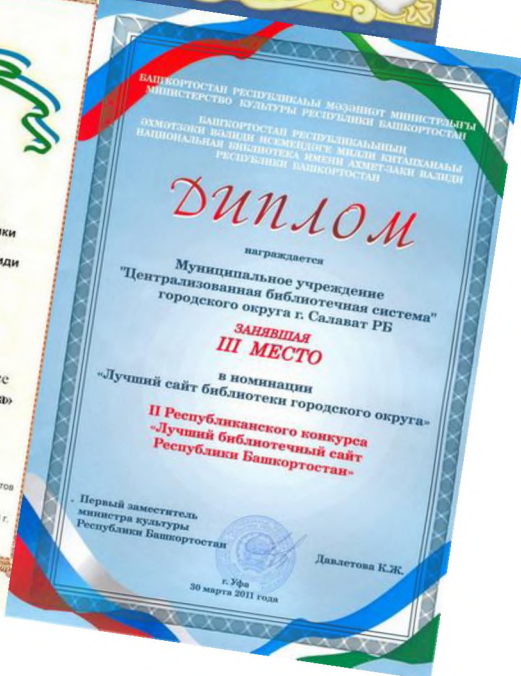 БАШҠОРТОСТАН РЕСПУБЛИКАҺЫ МӘҘӘНИӘТ МИНИСТРЛЫҒЫ
МИНИСТЕРСТВО КУЛЬТУРЫ РЕСПУБЛИКИ БАШКОРТОСТАН
БАШҠОРТОСТАН РЕСПУБЛИКАҺЫНЫҢ
ӘХМӘТЗӘКИ ВӘЛИДИ ИСЕМЕНДӘГЕ МИЛЛИ КИТАПХАНАҺЫ
НАЦИОНАЛЬНАЯ БИБЛИОТЕКА ИМЕНИ АХМЕТ-ЗАКИ ВАЛИДИ
РЕСПУБЛИКИ БАШКОРТОСТАН
ДИПЛОМ
награждается
Муниципальное учреждение
"Централизованная библиотечная система"
городского округа г. Салават РБ
ЗАНЯВШАЯ
III МЕСТО
в номинации
«Лучший сайт библиотеки городского округа»
II Республиканского конкурса
«Лучший библиотечный сайт
Республики Башкортостан»
Первый заместитель
министра культуры
Республики Башкортостан
Давлетова К.Ж.
г. Уфа
30 марта 2011 года